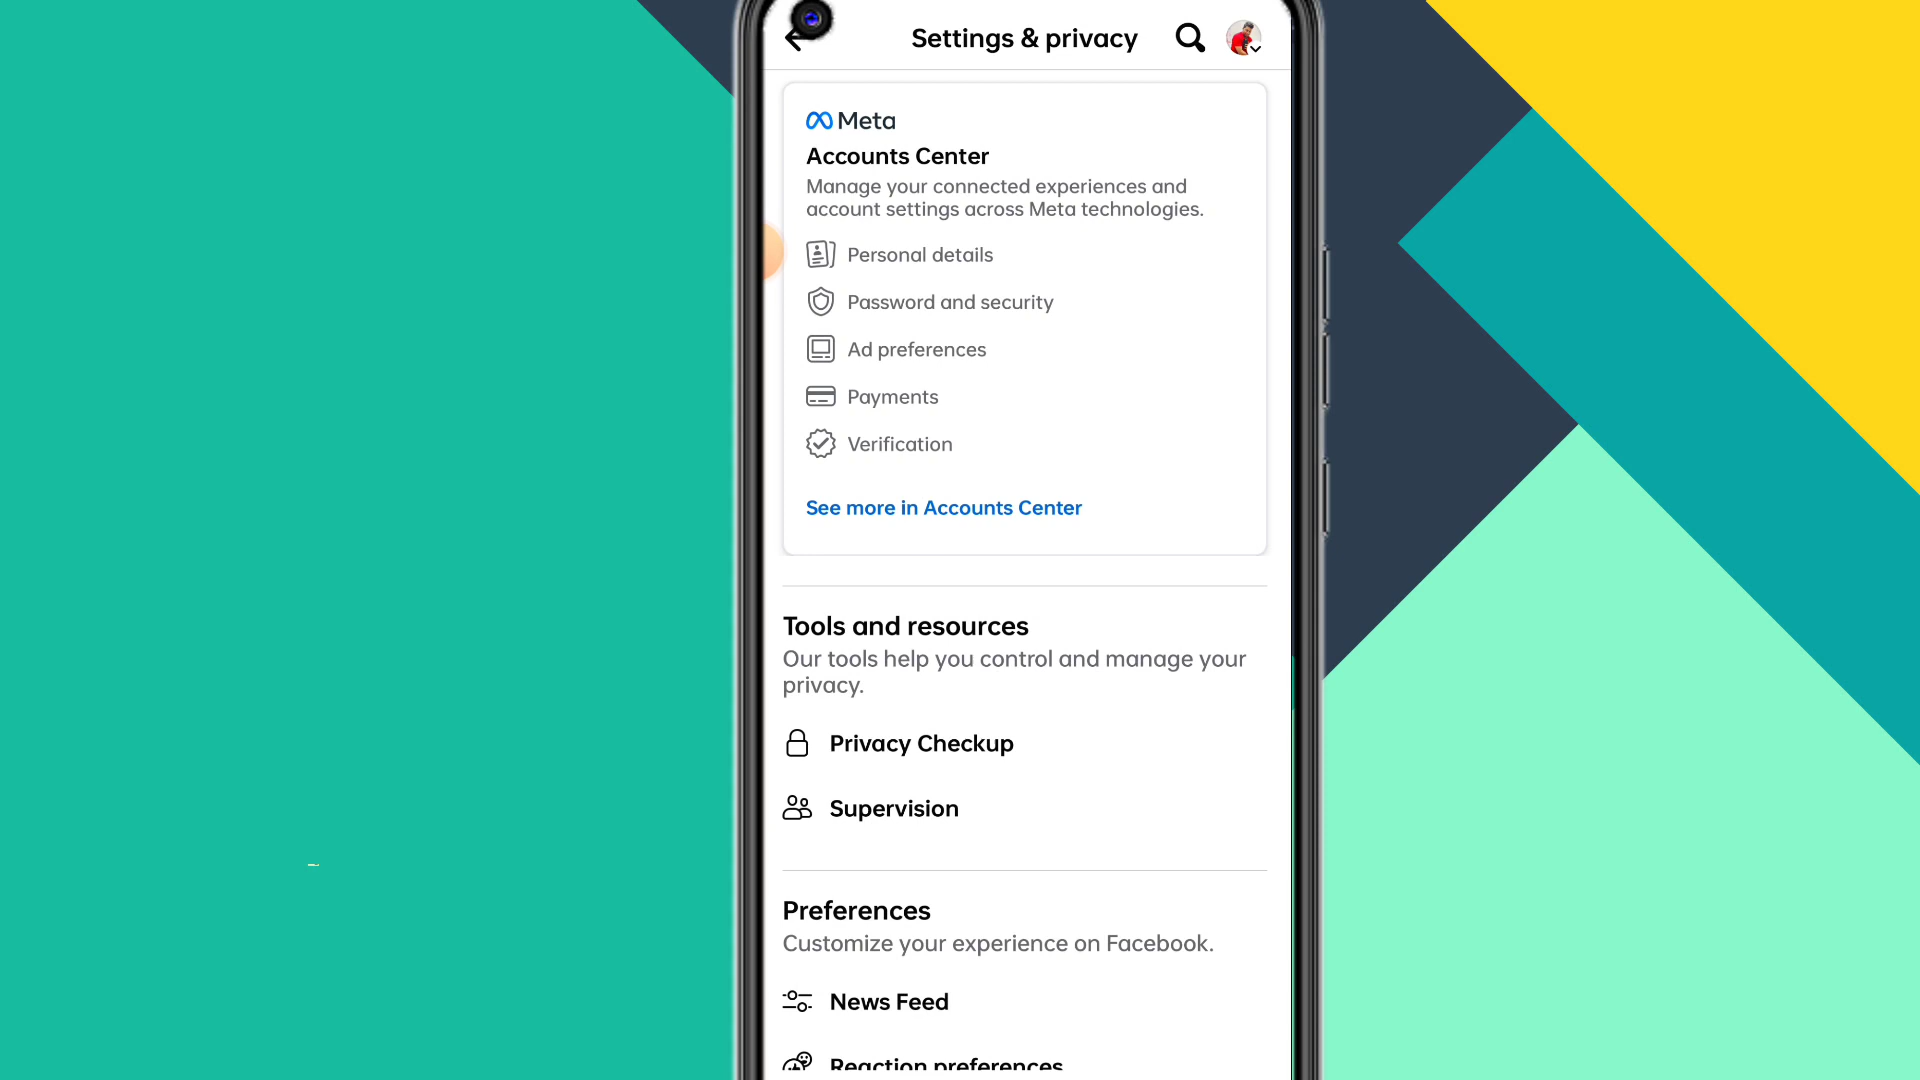 Settings & privacy
Meta
Accounts Center
Manage your connected experiences and
account settings across Meta technologies.
Personal details
Password and security
Ad preferences
Payments
Verification
See more in Accounts Center
Tools and resources
Our tools help you control and manage your
privacy.
Privacy Checkup
Supervision
Preferences
Customize your experience on Facebook.
News Feed
Reaction preferences